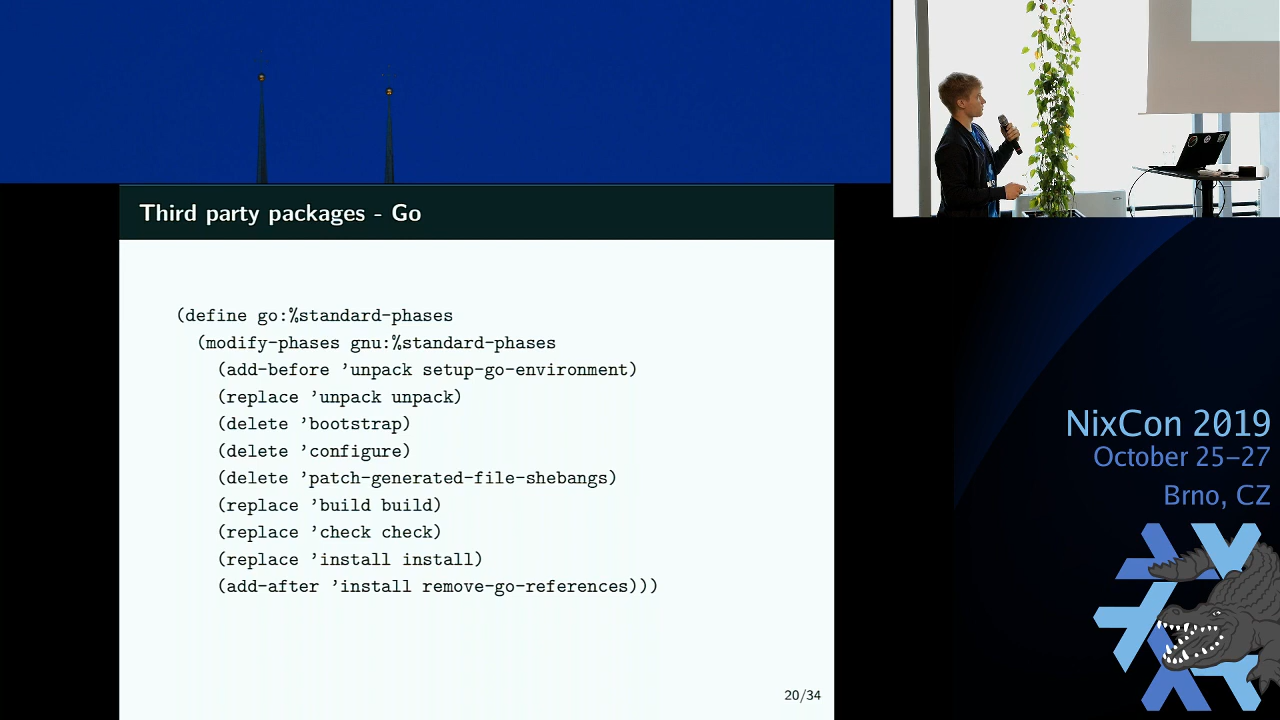 Third party packages - Go
(define go:%standard-phases
(modify-phases gnu:%standard-phases
(add-before ’unpack setup-go-environment)
(replace ’unpack unpack)
(delete ’bootstrap)
(delete ’configure)
(delete ’patch-generated-file-shebangs)
(replace ’build build)
(replace ’check check)
(replace ’install install)
(add-after ’install remove-go-references)))
20/34
NixCon 2019
October 25–27
Brno, CZ